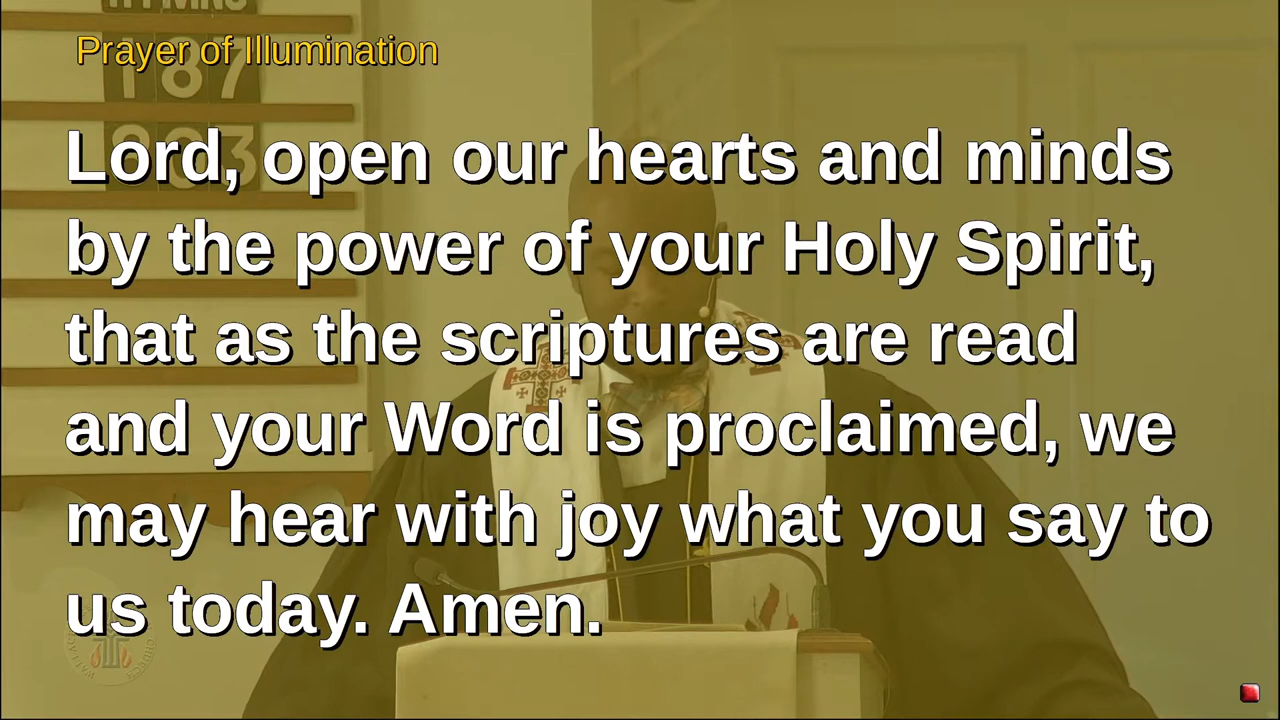 HYMNS
Prayer of Illumination
187
Lord, open our hearts and minds
by the power of your Holy Spirit,
that as the scriptures are read
and your Word is proclaimed, we
may hear with joy what you say to
us today. Amen.